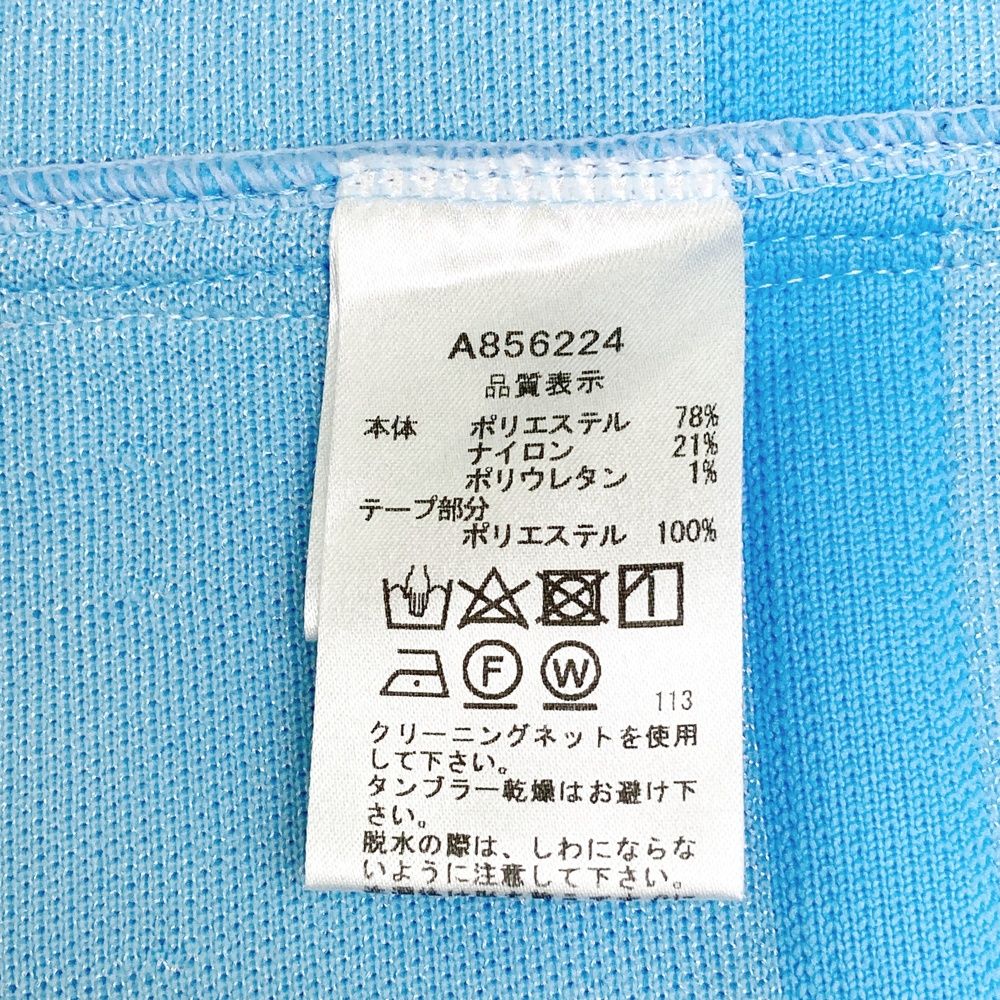 A856224
品質表示
本体 ポリエステル 78%
ナイロン 21%
ポリウレタン 1%
テープ部分
ポリエステル 100%
F W
113
クリーニングネットを使用
して下さい。
タンブラー乾燥はお避け下
さい。
脱水の際は、しわにならな
いように注意して下さい。